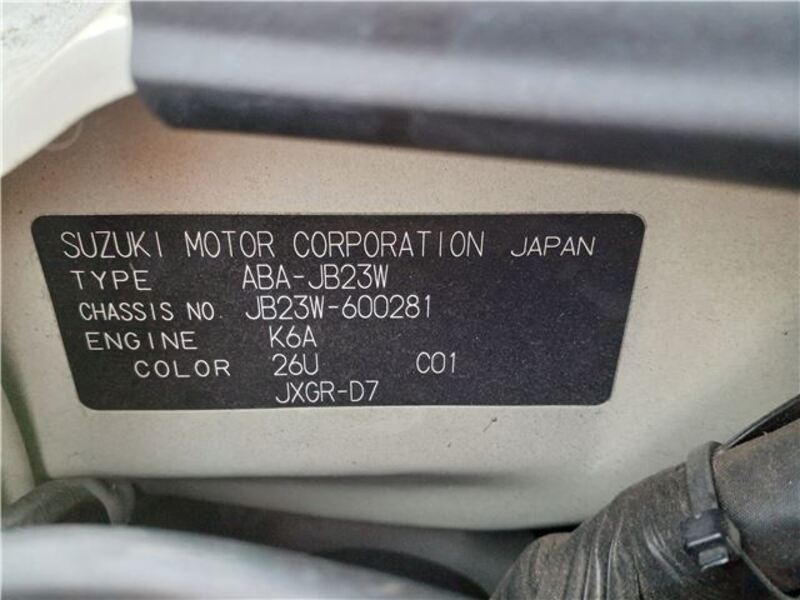 SUZUKI MOTOR CORPORATION JAPAN
TYPE ABA-JB23W
CHASSIS NO. JB23W-600281
ENGINE K6A
COLOR 26U C01
JXGR-D7